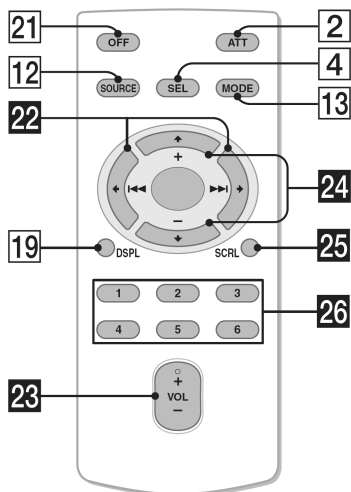 21
2
OFF
ATT
12
4
SOURCE
SEL
MODE
13
22
+
24
−
19
DSPL
SCRL
25
1
2
3
26
4
5
6
+
23
VOL
−